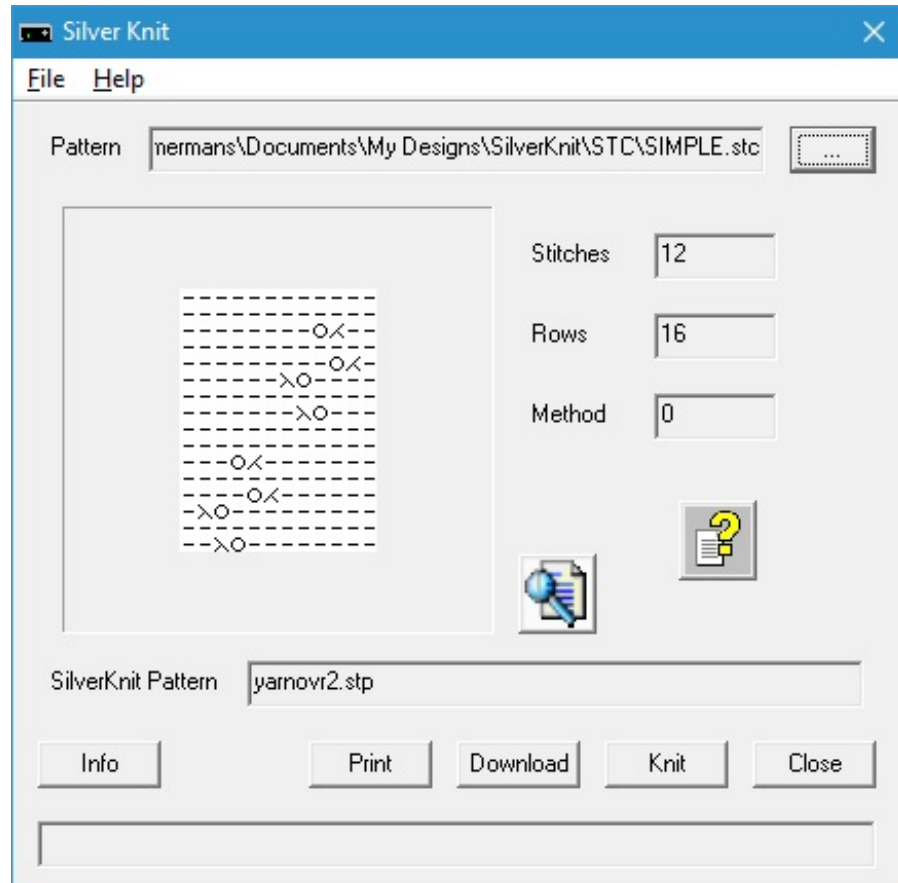 Silver Knit
File Help
Pattern nermans\Documents\My Designs\SilverKnit\STC\SIMPLE.stc ...
Stitches 12
Rows 16
Method 0
SilverKnit Pattern yarnovr2.stp
Info Print Download Knit Close